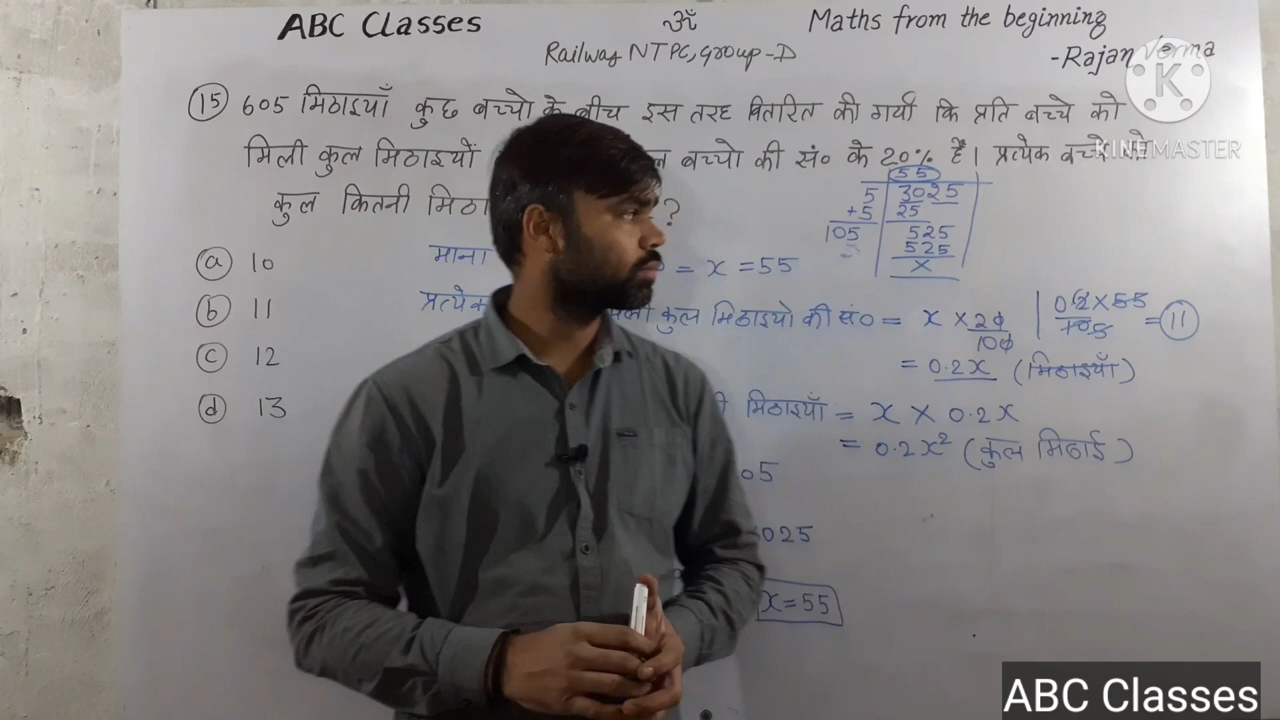 ABC Classes ॐ Maths from the beginning
Railway NTPC, Group-D
-Rajan Verma
K
KINEMASTER
(15) 605 मिठाइयाँ कुछ बच्चो के बीच इस तरह वितरित की गयी कि प्रति बच्चे को
मिली कुल मिठाइयों बच्चो की सं० के 20% है। प्रत्येक बच्चे को
कुल कितनी मिठा ?
55
5 3025
+5 25
105 525
525
x
(a) 10
(b) 11
(c) 12
(d) 13
माना = x = 55
प्रत्येक कुल मिठाइयो की सं० = x × 20/100
0.2 × 55 = 11
= 0.2x (मिठाइयाँ)
मिठाइयाँ = x × 0.2x
= 0.2x² (कुल मिठाई)
05
025
x = 55
ABC Classes